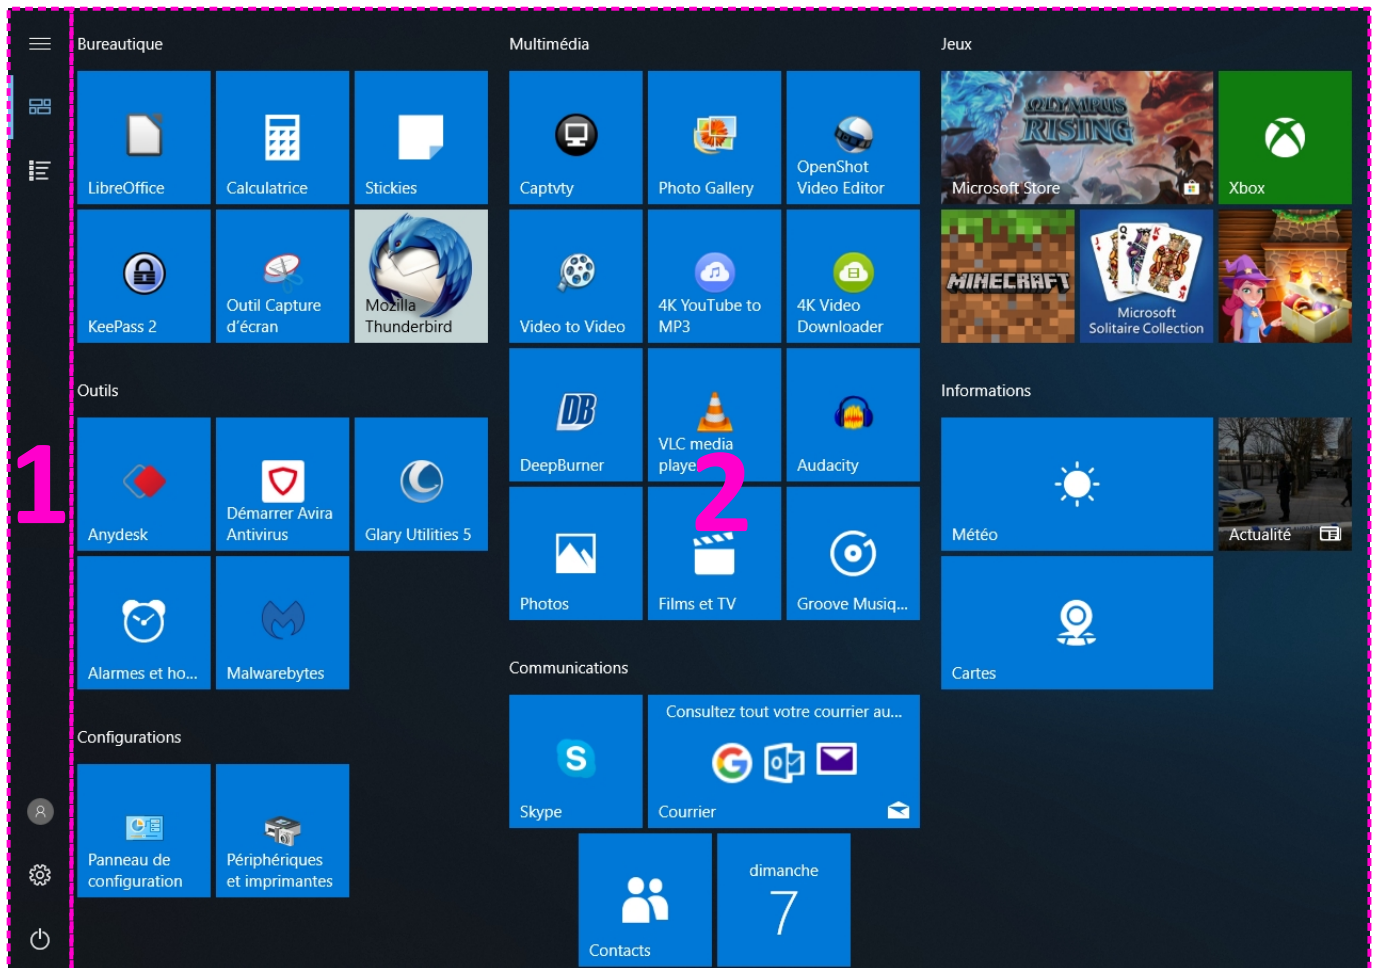 Bureautique
LibreOffice
Calculatrice
Stickies
KeePass 2
Outil Capture
d'écran
Mozilla
Thunderbird
Outils
Anydesk
Démarrer Avira
Antivirus
Glary Utilities 5
Alarmes et ho...
Malwarebytes
Configurations
Panneau de
configuration
Périphériques
et imprimantes
1
Multimédia
Captvty
Photo Gallery
OpenShot
Video Editor
Video to Video
4K YouTube to
MP3
4K Video
Downloader
DB
DeepBurner
VLC media
playe
Audacity
2
Photos
Films et TV
Groove Musiq...
Communications
S
Skype
Consultez tout votre courrier au...
G
o
Courrier
Contacts
dimanche
7
Jeux
OLYMPUS
RISING
Microsoft Store
Xbox
MINECRAFT
J Q K
Microsoft
Solitaire Collection
Informations
Météo
Actualité
Cartes